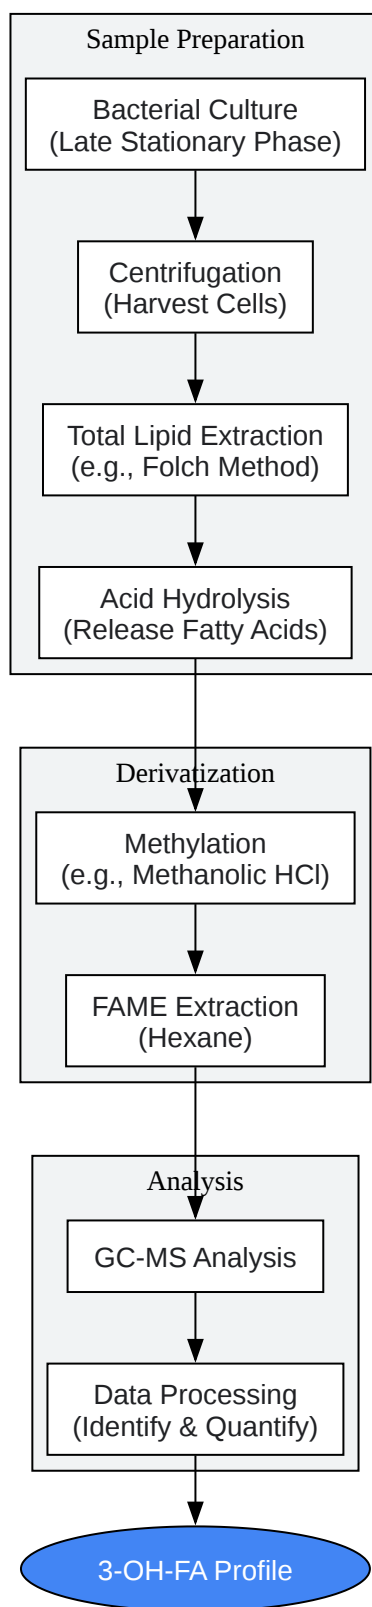 Sample Preparation
Bacterial Culture
(Late Stationary Phase)
Centrifugation
(Harvest Cells)
Total Lipid Extraction
(e.g., Folch Method)
Acid Hydrolysis
(Release Fatty Acids)
Derivatization
Methylation
(e.g., Methanolic HCl)
FAME Extraction
(Hexane)
Analysis
GC-MS Analysis
Data Processing
(Identify & Quantify)
3-OH-FA Profile